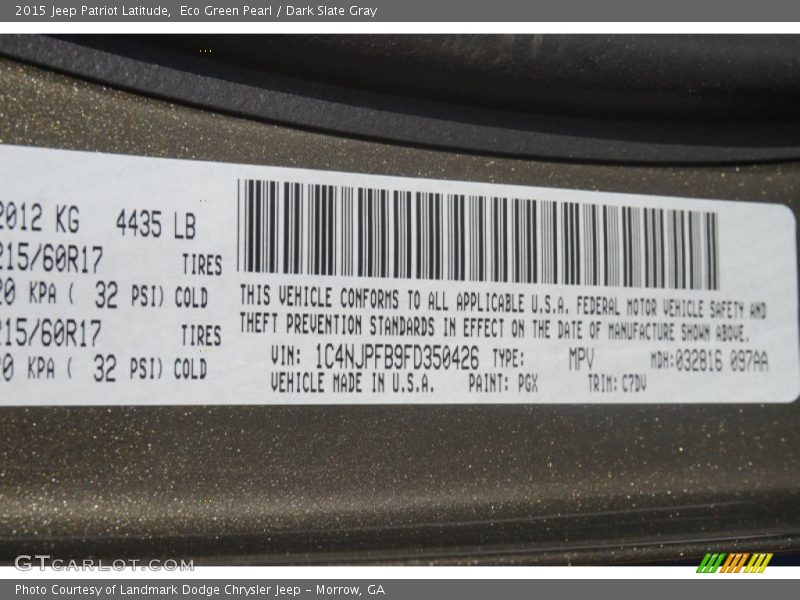 2015 Jeep Patriot Latitude,  Eco Green Pearl / Dark Slate Gray
2012 KG 4435 LB
215/60R17 TIRES
20 KPA ( 32 PSI) COLD
215/60R17 TIRES
20 KPA ( 32 PSI) COLD
THIS VEHICLE CONFORMS TO ALL APPLICABLE U.S.A. FEDERAL MOTOR VEHICLE SAFETY AND
THEFT PREVENTION STANDARDS IN EFFECT ON THE DATE OF MANUFACTURE SHOWN ABOVE.
VIN: 1C4NJPFB9FD350426 TYPE: MPV MDH:032816 097AA
VEHICLE MADE IN U.S.A. PAINT: PGX TRIM: C7DV
GTCARLOT.COM
Photo Courtesy of Landmark Dodge Chrysler Jeep – Morrow, GA